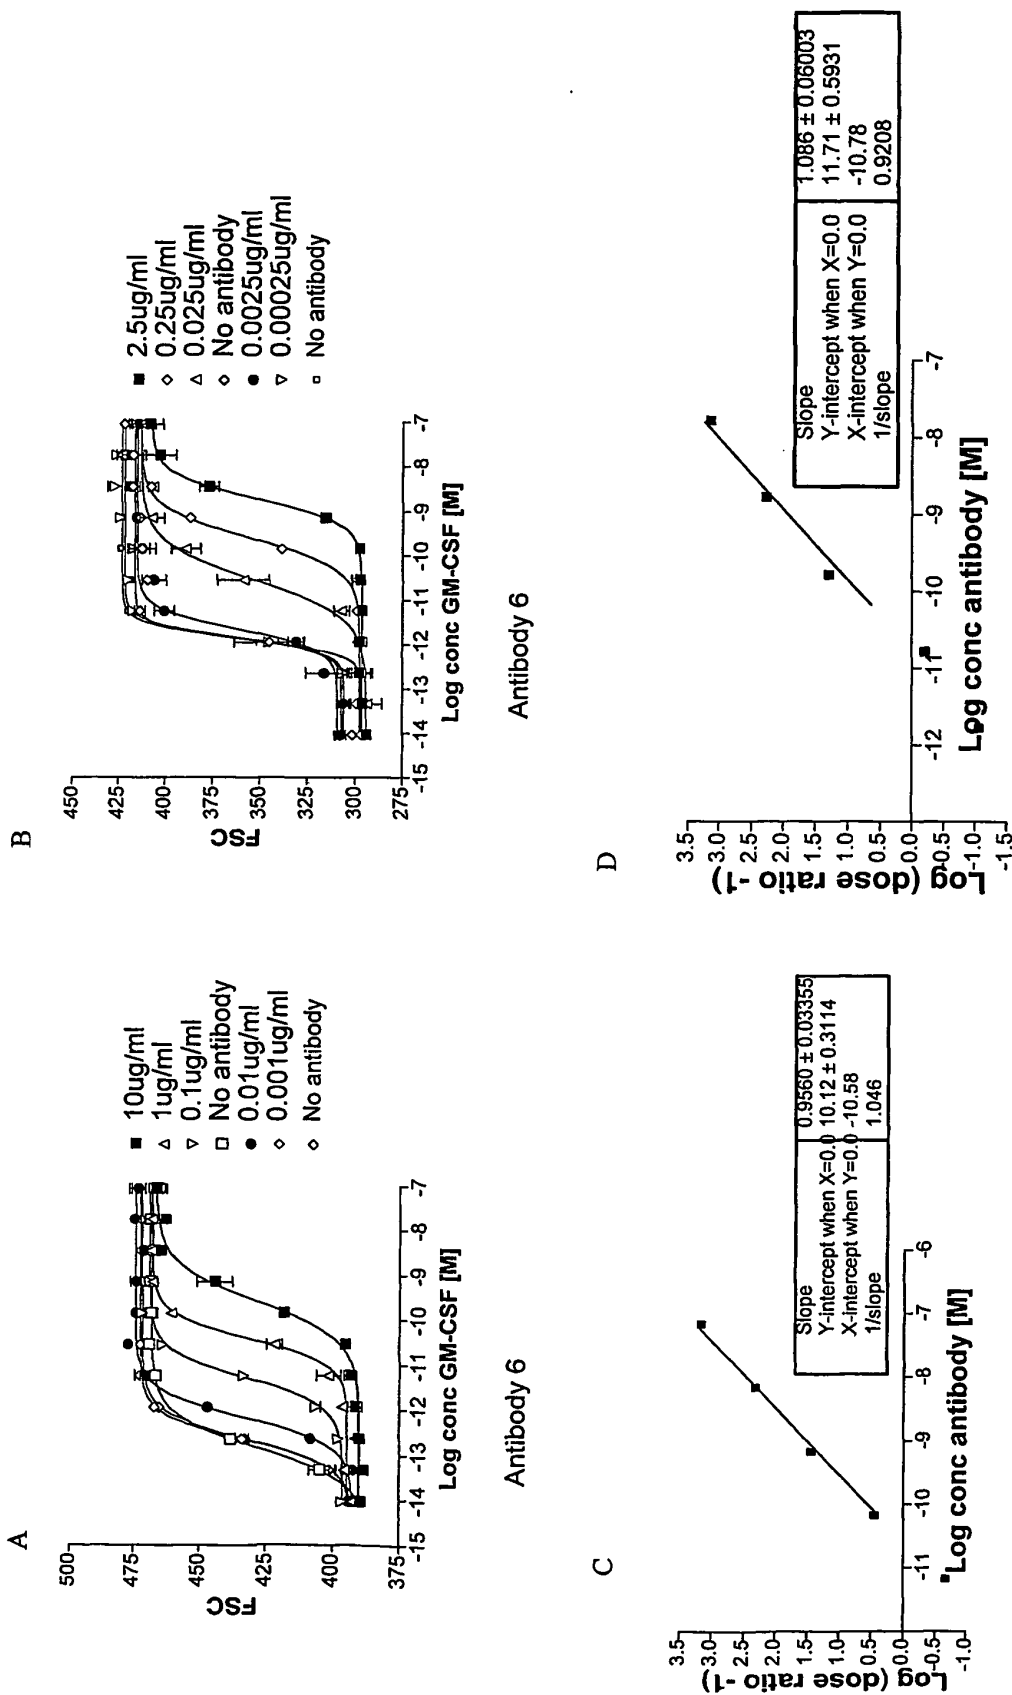 A
500
475
450
425
400
375
FSC
-15
-14
-13
-12
-11
-10
-9
-8
-7
Log conc GM-CSF [M]
10ug/ml
1ug/ml
0.1ug/ml
No antibody
0.01ug/ml
0.001ug/ml
No antibody
Antibody 6
B
450
425
400
375
350
325
300
275
FSC
-15
-14
-13
-12
-11
-10
-9
-8
-7
Log conc GM-CSF [M]
2.5ug/ml
0.25ug/ml
0.025ug/ml
No antibody
0.0025ug/ml
0.00025ug/ml
No antibody
Antibody 6
C
3.5
3.0
2.5
2.0
1.5
1.0
0.5
0.0
-0.5
-1.0
Log (dose ratio -1)
-11
-10
-9
-8
-7
-6
Log conc antibody [M]
Slope 0.9560 ± 0.03355
Y-intercept when X=0.0 10.12 ± 0.3114
X-intercept when Y=0.0 -10.58
1/slope 1.046
D
3.5
3.0
2.5
2.0
1.5
1.0
0.5
0.0
-0.5
-1.0
-1.5
Log (dose ratio -1)
-12
-11
-10
-9
-8
-7
Log conc antibody [M]
Slope 1.086 ± 0.06003
Y-intercept when X=0.0 11.71 ± 0.5931
X-intercept when Y=0.0 -10.78
1/slope 0.9208